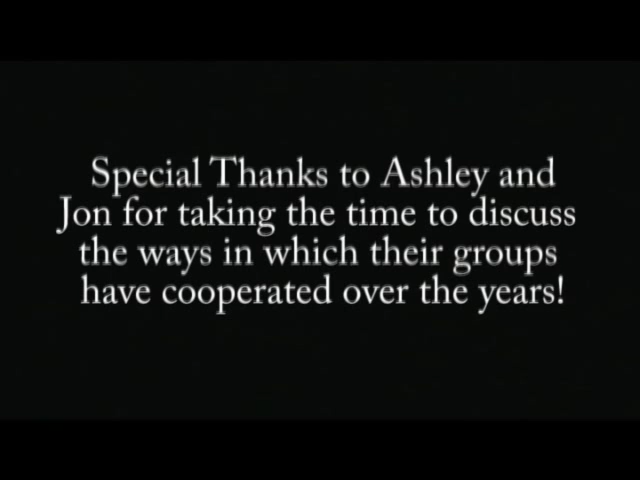 Special Thanks to Ashley and
Jon for taking the time to discuss
the ways in which their groups
have cooperated over the years!